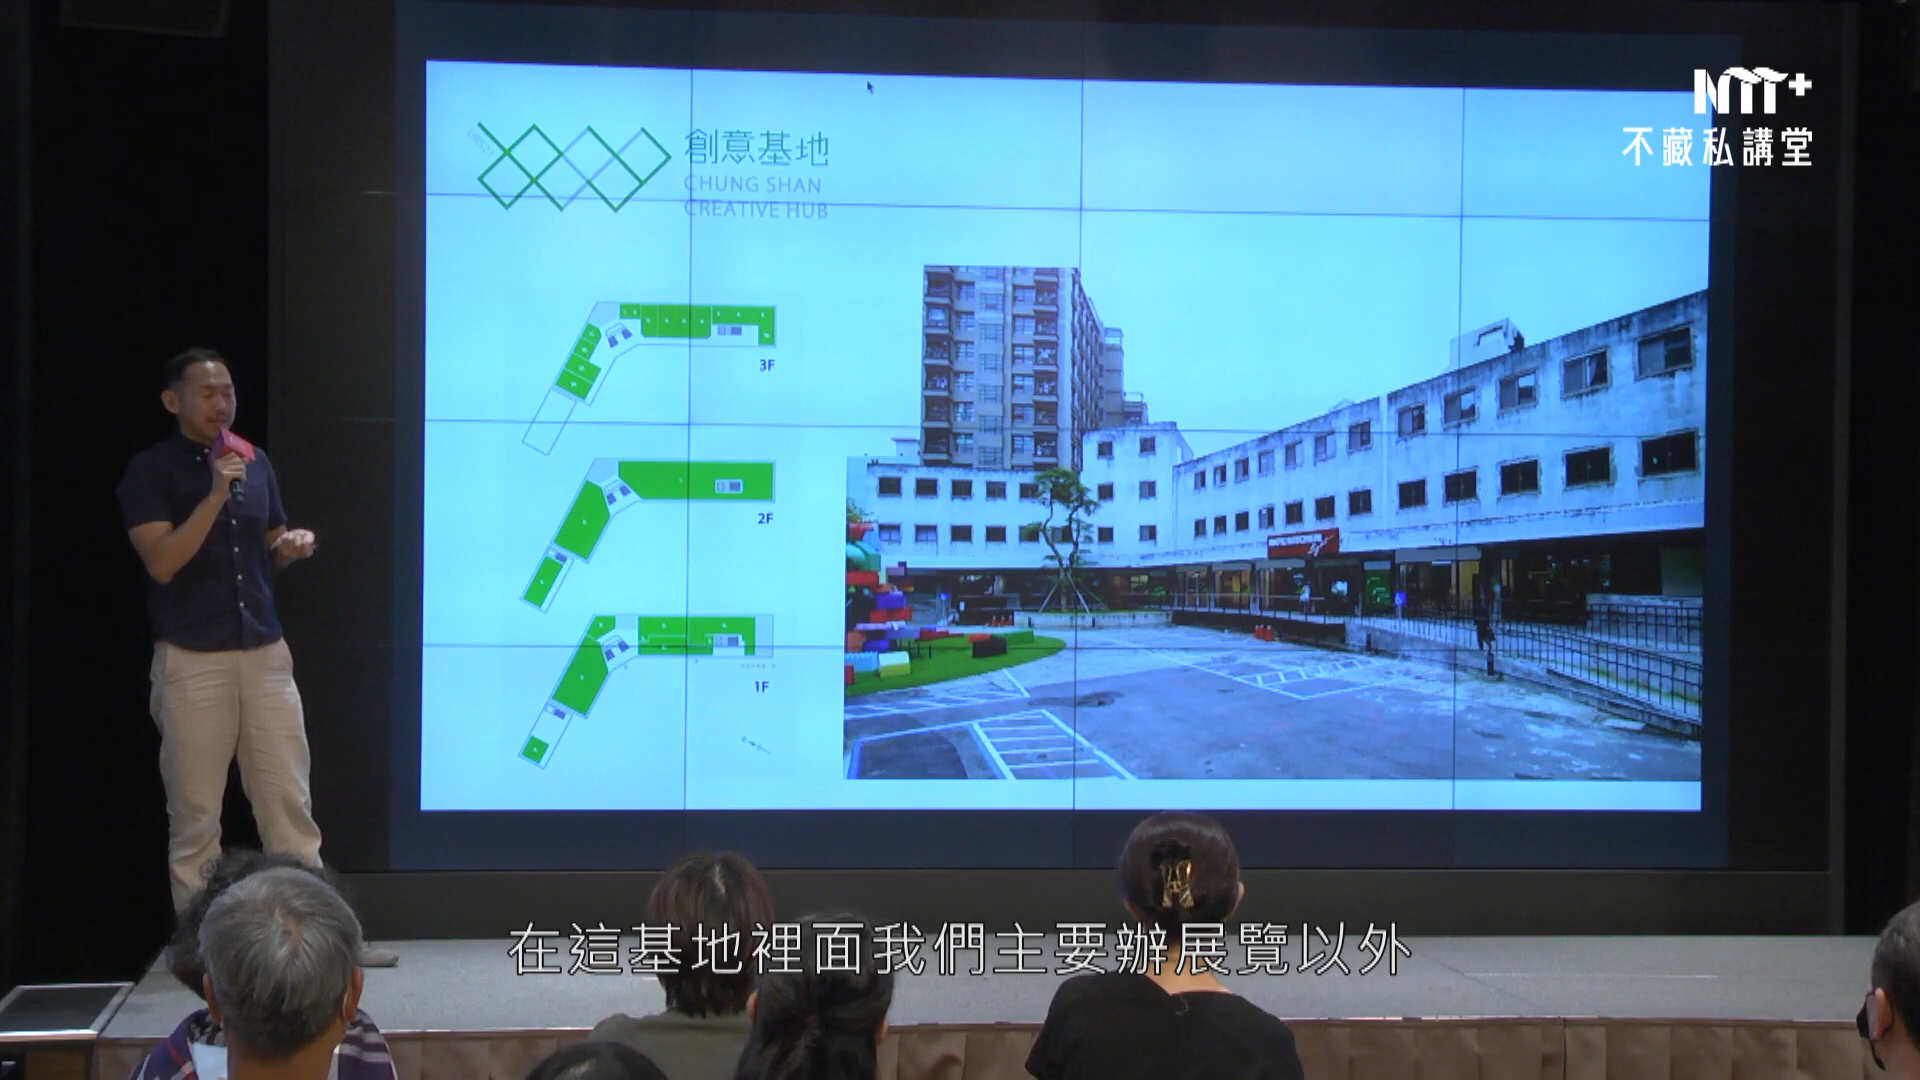 NTT+
不藏私講堂
創意基地
CHUNG SHAN
CREATIVE HUB
3F
2F
1F
在這基地裡面我們主要辦展覽以外